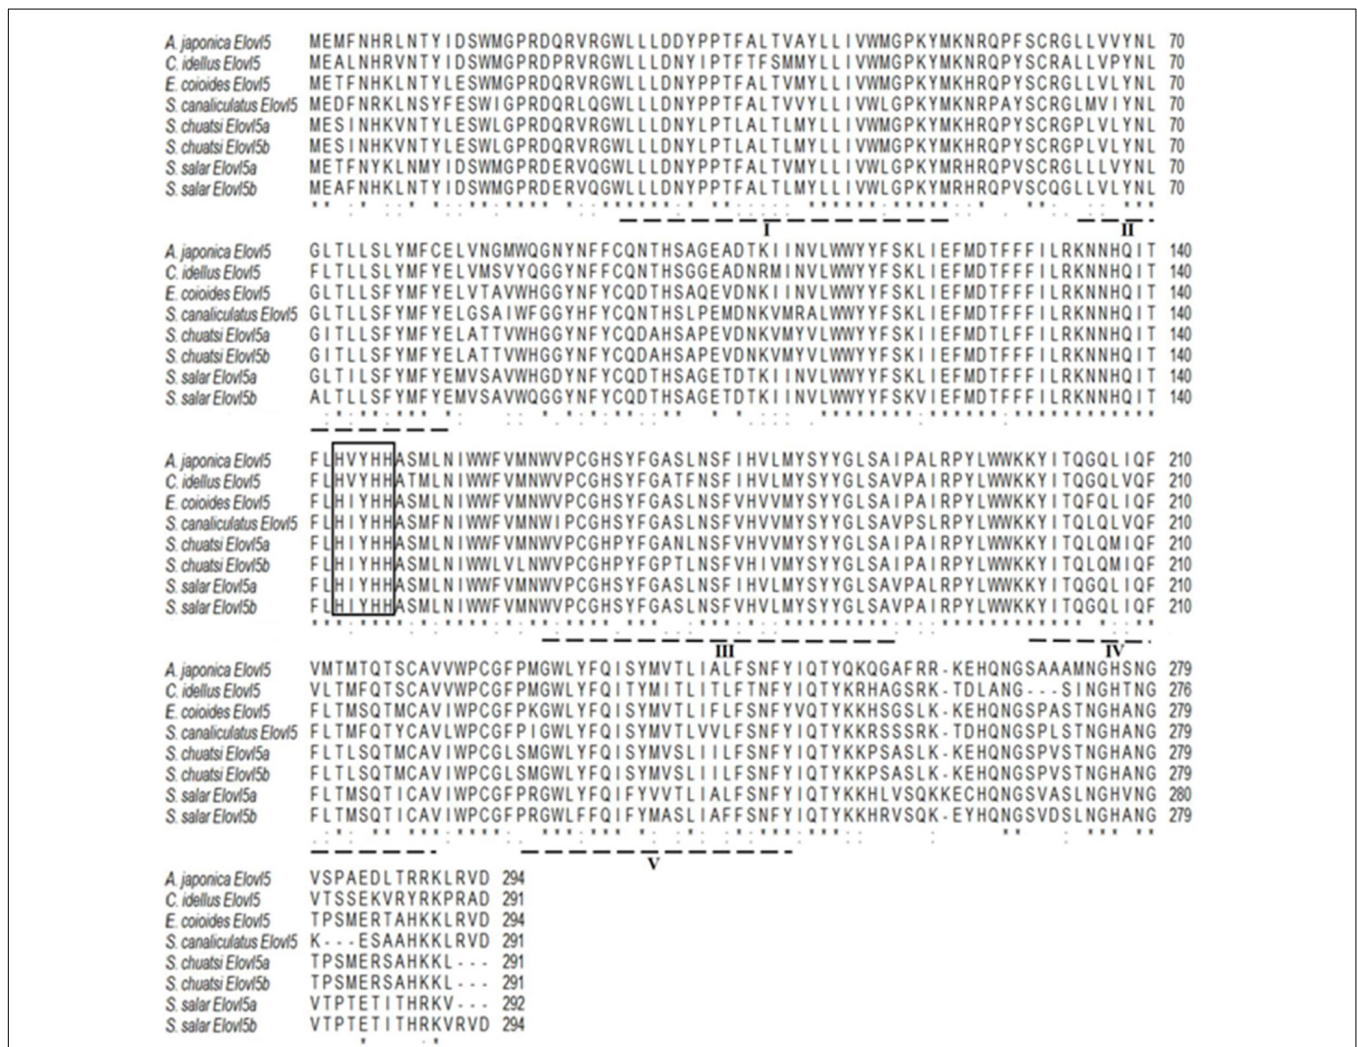 A. japonica Elovl5 MEMFNHRLNTYIDSWMGPRDQRVRGWLLLDDYPPTFALTVAYLLIVWMGPKYMKNRQPFSCRGLLVVYNL 70
C. idellus Elovl5 MEALNHRVNTYIDSWMGPRDPRVRGWLLLDNYIPTFTFSMMYLLIVWMGPKYMKNRQPYSCRALLVPYNL 70
E. coioides Elovl5 METFNHKLNTYFESWMGPRDQRVRGWLLLDNYPPTFALTVMYLLIVWMGPKYMKHRQPYSCRGLLVLYNL 70
S. canaliculatus Elovl5 MEDFNRKLNSYFESWIGPRDQRLQGWLLLDNYPPTFALTVVYLLIVWLGPKYMKNRPAYSCRGLMVIYNL 70
S. chuatsi Elovl5a MESINHKVNTYLESWLGPRDQRVRGWLLLDNYLPTLALTLMYLLIVWMGPKYMKHRQPYSCRGPLVLYNL 70
S. chuatsi Elovl5b MESINHKVNTYLESWLGPRDQRVRGWLLLDNYLPTLALTLMYLLIVWMGPKYMKHRQPYSCRGPLVLYNL 70
S. salar Elovl5a METFNYKLNMYIDSWMGPRDERVQGWLLLDNYPPTFALTVMYLLIVWLGPKYMRHRQPVSCRGLLLVYNL 70
S. salar Elovl5b MEAFNHKLNTYIDSWMGPRDERVQGWLLLDNYPPTFALTLMYLLIVWLGPKYMRHRQPVSCQGLLVLYNL 70
I II
A. japonica Elovl5 GLTLLSLYMFCELVNGMWQGNYNFFCQNTHSAGEADTKIINVLWWYYFSKLIEFMDTFFFILRKNNHQIT 140
C. idellus Elovl5 FLTLLSFYMFYELVMSVYQGGYNFFCQNTHSGGEADNRMINVLWWYYFSKLIEFMDTFFFILRKNNHQIT 140
E. coioides Elovl5 GLTLLSFYMFYELVTAVWHGGYNFYCQDTHSAQEVDNKIINVLWWYYFSKLIEFMDTFFFILRKNNHQIT 140
S. canaliculatus Elovl5 GLTLLSFYMFYELGSAIWFGGYHFYCQDTHSLPEMDNKVMRALWWYYFSKLIEFMDTFFFILRKNNHQIT 140
S. chuatsi Elovl5a GITLLSFYMFYELATTVWHGGYNFYCQDAHSAPEVDNKVMYVLWWYYFSKIIEFMDTLFFILRKNNHQIT 140
S. chuatsi Elovl5b GITLLSFYMFYELATTVWHGGYNFYCQDAHSAPEVDNKVMYVLWWYYFSKIIEFMDTFFFILRKNNHQIT 140
S. salar Elovl5a GLTILSFYMFYEMVSAVWHGDYNFYCQDTHSAGETDTKIINVLWWYYFSKLIEFMDTFFFILRKNNHQIT 140
S. salar Elovl5b ALTLLSFYMFYEMVSAVWQGGYNFYCQDTHSAGETDTKIINVLWWYYFSKVIEFMDTFFFILRKNNHQIT 140
A. japonica Elovl5 FLHVYHHASMLNIWWFVMNWVPCGHSYFGASLNSFIHVLMYSYYGLSAIPALRPYLWWKKYITQGQLIQF 210
C. idellus Elovl5 FLHVYHHATMLNIWWFVMNWVPCGHSYFGATFNSFIHVLMYSYYGLSAVPAIRPYLWWKKYITQGQLVQF 210
E. coioides Elovl5 FLHIYHHASMLNIWWFVMNWVPCGHSYFGASLNSFVHVVMYSYYGLSAVPAIRPYLWWKKYITQFQLIQF 210
S. canaliculatus Elovl5 FLHIYHHASMFNIWWFVMNWIPCGHSYFGASLNSFVHVVMYSYYGLSAVPSLRPYLWWKKYITQLQLVQF 210
S. chuatsi Elovl5a FLHIYHHASMLNIWWFVMNWVPCGHPYFGANLNSFVHVVMYSYYGLSAIPAIRPYLWWKKYITQLQMIQF 210
S. chuatsi Elovl5b FLHIYHHASMLNIWWLVLNWVPCGHPYFGPTLNSFVHIVMYSYYGLSAIPAIRPYLWWKKYITQLQMIQF 210
S. salar Elovl5a FLHIYHHASMLNIWWFVMNWVPCGHSYFGASLNSFIHVLMYSYYGLSAVPAIRPYLWWKKYITQGQLIQF 210
S. salar Elovl5b FLHIYHHASMLNIWWFVMNWVPCGHSYFGASLNSFVHVLMYSYYGLSAVPAIRPYLWWKKYITQGQLIQF 210
III IV
A. japonica Elovl5 VMTMTQTSCAVVWPCGFPMGWLYFQISYMVTLIALFSNFYIQTYQKQGAFRR-KEHQNGSAAAMNGHSNG 279
C. idellus Elovl5 VLTMFQTSCAVVWPCGFPMGWLYFQITYMITLITLFTNFYIQTYKRHAGSRK-TDLANG---SINGHTNG 276
E. coioides Elovl5 FLTMSQTMCAVIWPCGFPKGWLYFQISYMVTLIFLFSNFYVQTYKKHSGSLK-KEHQNGSPASTNGHANG 279
S. canaliculatus Elovl5 FLTMFQTYCAVLWPCGFPIGWLYFQISYMVTLVVLFSNFYIQTYKKRSSSRK-TDHQNGSPLSTNGHANG 279
S. chuatsi Elovl5a FLTLSQTMCAVIWPCGLSMGWLYFQISYMVSLIILFSNFYIQTYKKPSASLK-KEHQNGSPVSTNGHANG 279
S. chuatsi Elovl5b FLTLSQTMCAVIWPCGLSMGWLYFQISYMVSLIILFSNFYIQTYKKPSASLK-KEHQNGSPVSTNGHANG 279
S. salar Elovl5a FLTMSQTICAVIWPCGFPRGWLYFQIFYVVTLIALFSNFYIQTYKKHLVSQKKECHQNGSVASLNGHVNG 280
S. salar Elovl5b FLTMSQTICAVIWPCGFPRGWLFFQIFYMASLIAFFSNFYIQTYKKHRVSQK-EYHQNGSVDSLNGHANG 279
V
A. japonica Elovl5 VSPAEDLTRRKLRVD 294
C. idellus Elovl5 VTSSEKVRYRKPRAD 291
E. coioides Elovl5 TPSMERTAHKKLRVD 294
S. canaliculatus Elovl5 K---ESAAHKKLRVD 291
S. chuatsi Elovl5a TPSMERSAHKKL--- 291
S. chuatsi Elovl5b TPSMERSAHKKL--- 291
S. salar Elovl5a VTPTETITHRKV--- 292
S. salar Elovl5b VTPTETITHRKVRVD 294